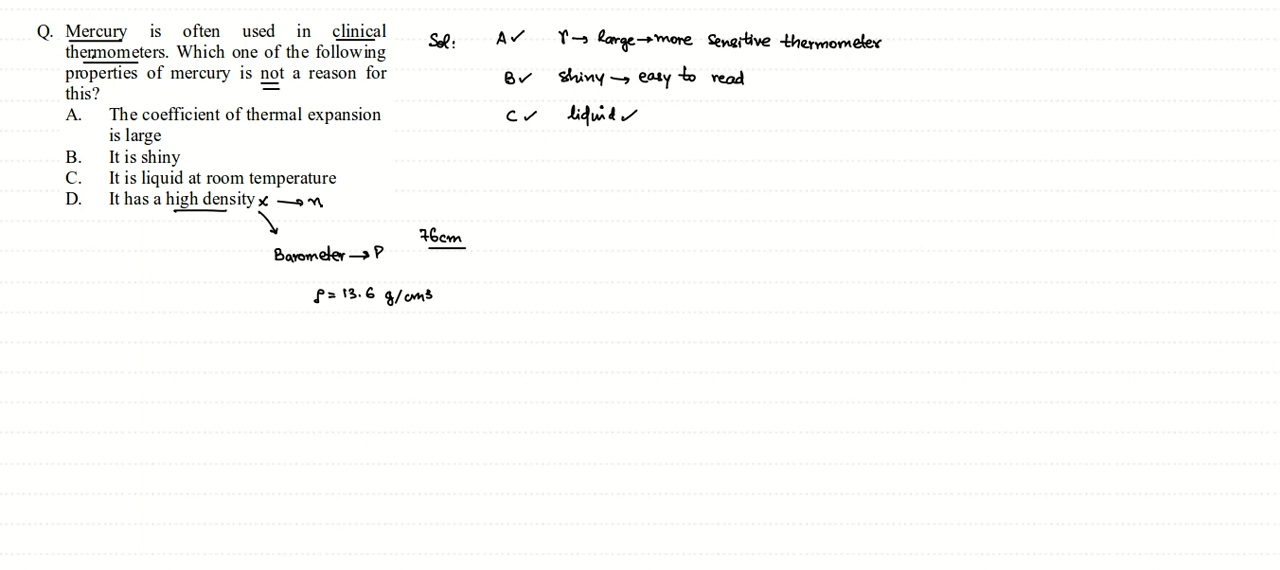 Q. Mercury is often used in clinical
thermometers. Which one of the following
properties of mercury is not a reason for
this?
A. The coefficient of thermal expansion
is large
B. It is shiny
C. It is liquid at room temperature
D. It has a high density x →
Barometer → P
76cm
ρ = 13.6 g/cm3
Sol:
A✓ γ → large → more sensitive thermometer
B✓ shiny → easy to read
C✓ liquid ✓